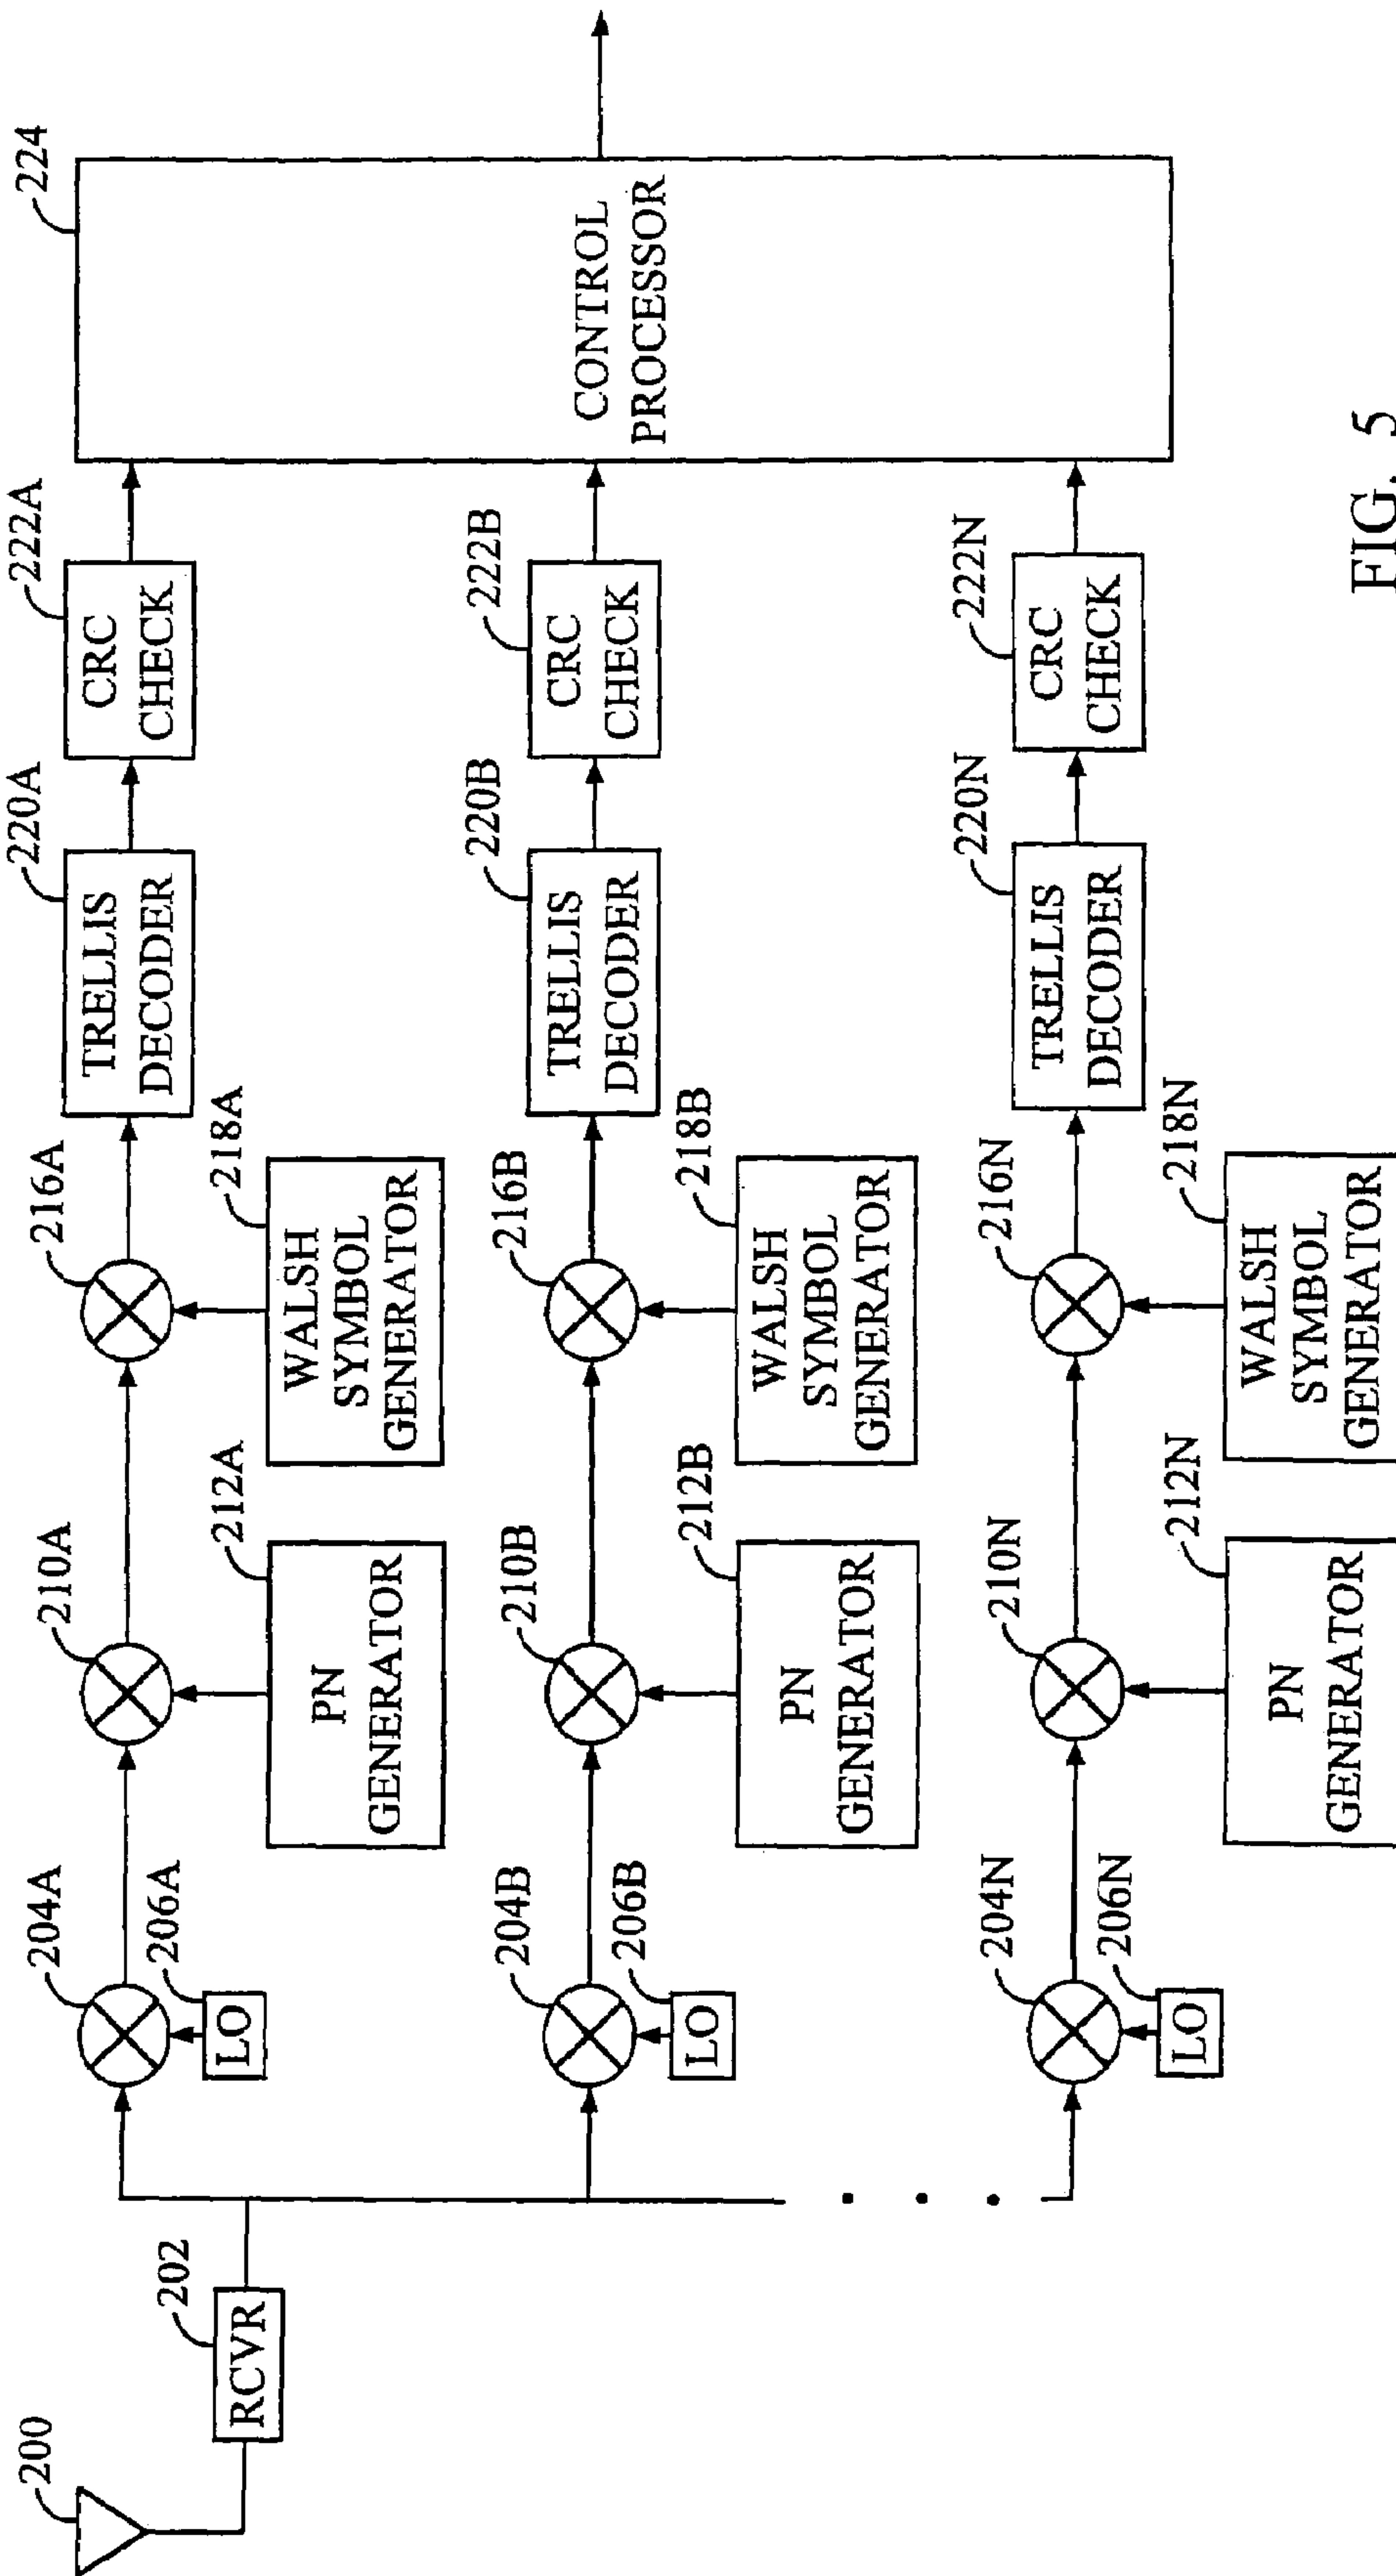 200
202
RCVR
204A
206A
LO
210A
212A
PN
GENERATOR
216A
218A
WALSH
SYMBOL
GENERATOR
220A
TRELLIS
DECODER
222A
CRC
CHECK
204B
206B
LO
210B
212B
PN
GENERATOR
216B
218B
WALSH
SYMBOL
GENERATOR
220B
TRELLIS
DECODER
222B
CRC
CHECK
204N
206N
LO
210N
212N
PN
GENERATOR
216N
218N
WALSH
SYMBOL
GENERATOR
220N
TRELLIS
DECODER
222N
CRC
CHECK
224
CONTROL
PROCESSOR
FIG. 5